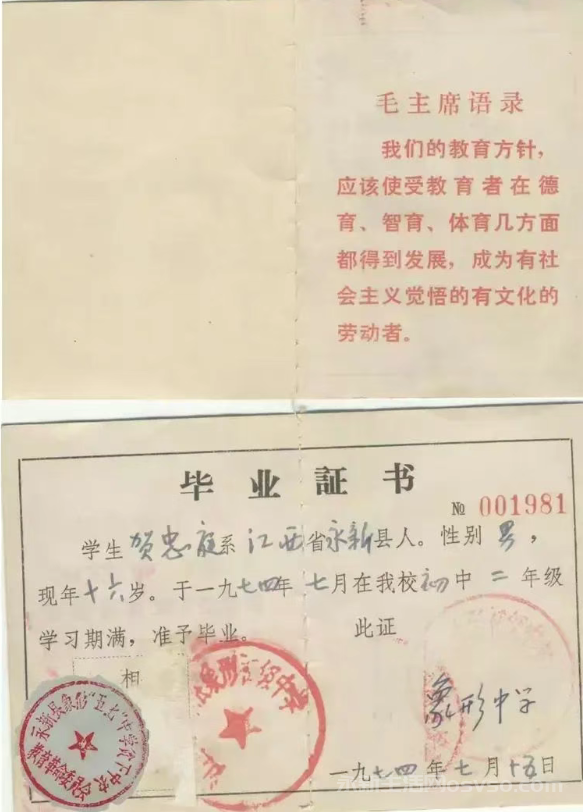 毛主席语录
我们的教育方针，
应该使受教育者在德
育、智育、体育几方面
都得到发展，成为有社
会主义觉悟的有文化的
劳动者。
毕业証书
№ 001981
学生贺忠庭系江西省永新县人。性别男，
现年十六岁。于一九七四年七月在我校初中二年级
学习期满，准予毕业。 此证
相
象形中学
一九七四年七月十五日